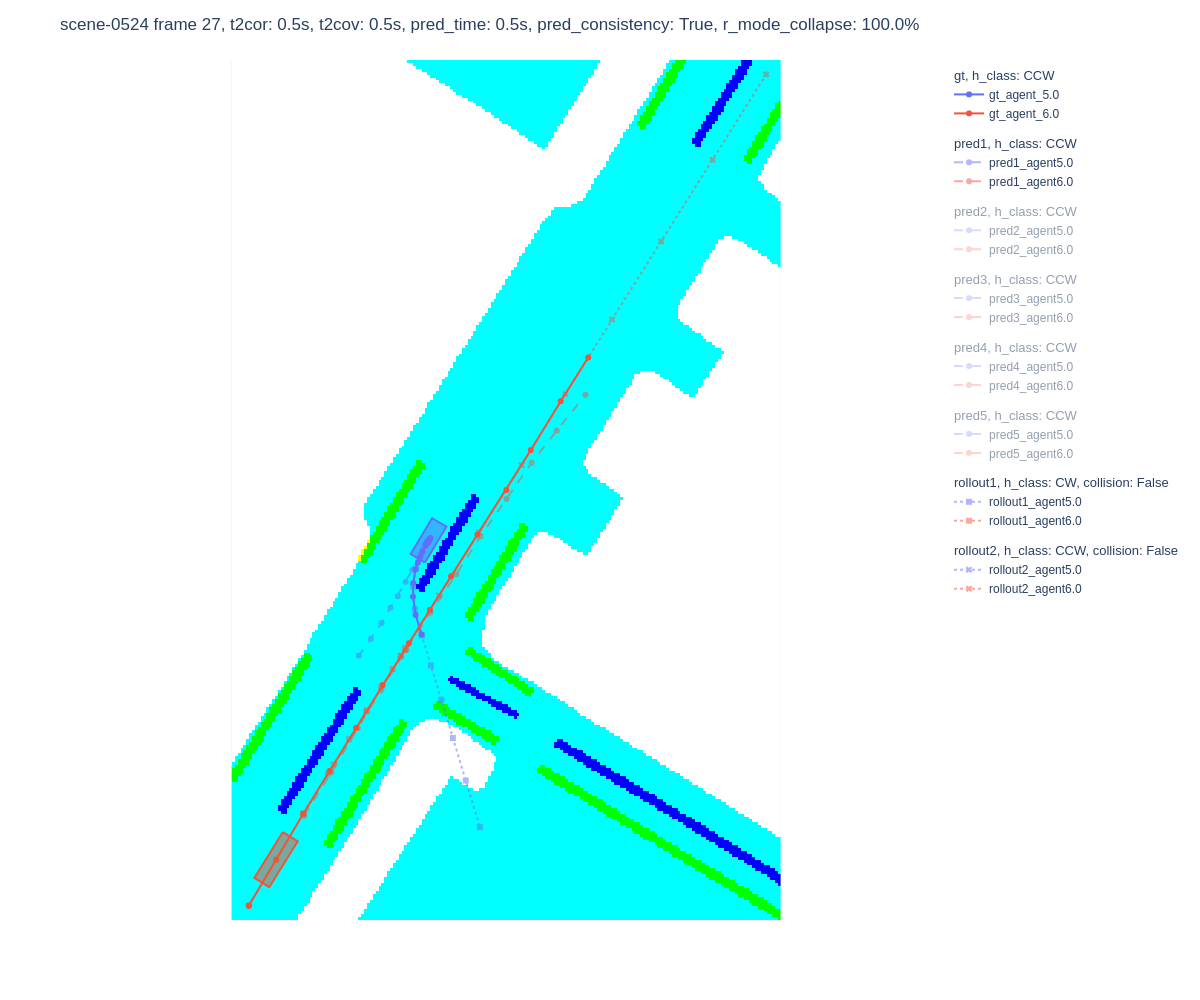 scene-0524 frame 27, t2cor: 0.5s, t2cov: 0.5s, pred_time: 0.5s, pred_consistency: True, r_mode_collapse: 100.0%
gt, h_class: CCW
gt_agent_5.0
gt_agent_6.0
pred1, h_class: CCW
pred1_agent5.0
pred1_agent6.0
pred2, h_class: CCW
pred2_agent5.0
pred2_agent6.0
pred3, h_class: CCW
pred3_agent5.0
pred3_agent6.0
pred4, h_class: CCW
pred4_agent5.0
pred4_agent6.0
pred5, h_class: CCW
pred5_agent5.0
pred5_agent6.0
rollout1, h_class: CW, collision: False
rollout1_agent5.0
rollout1_agent6.0
rollout2, h_class: CCW, collision: False
rollout2_agent5.0
rollout2_agent6.0